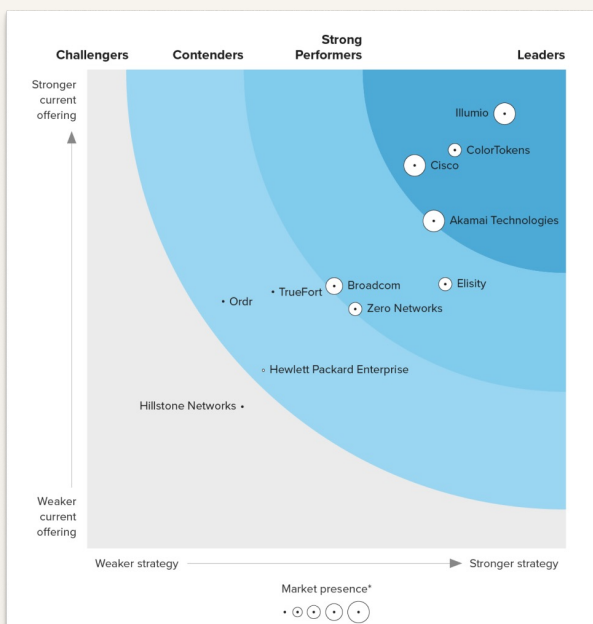 Challengers
Contenders
Strong
Performers
Leaders
Stronger
current
offering
Illumio
ColorTokens
Cisco
Akamai Technologies
Broadcom
Elisity
TrueFort
Ordr
Zero Networks
Hewlett Packard Enterprise
Hillstone Networks
Weaker
current
offering
Weaker strategy
Stronger strategy
Market presence*